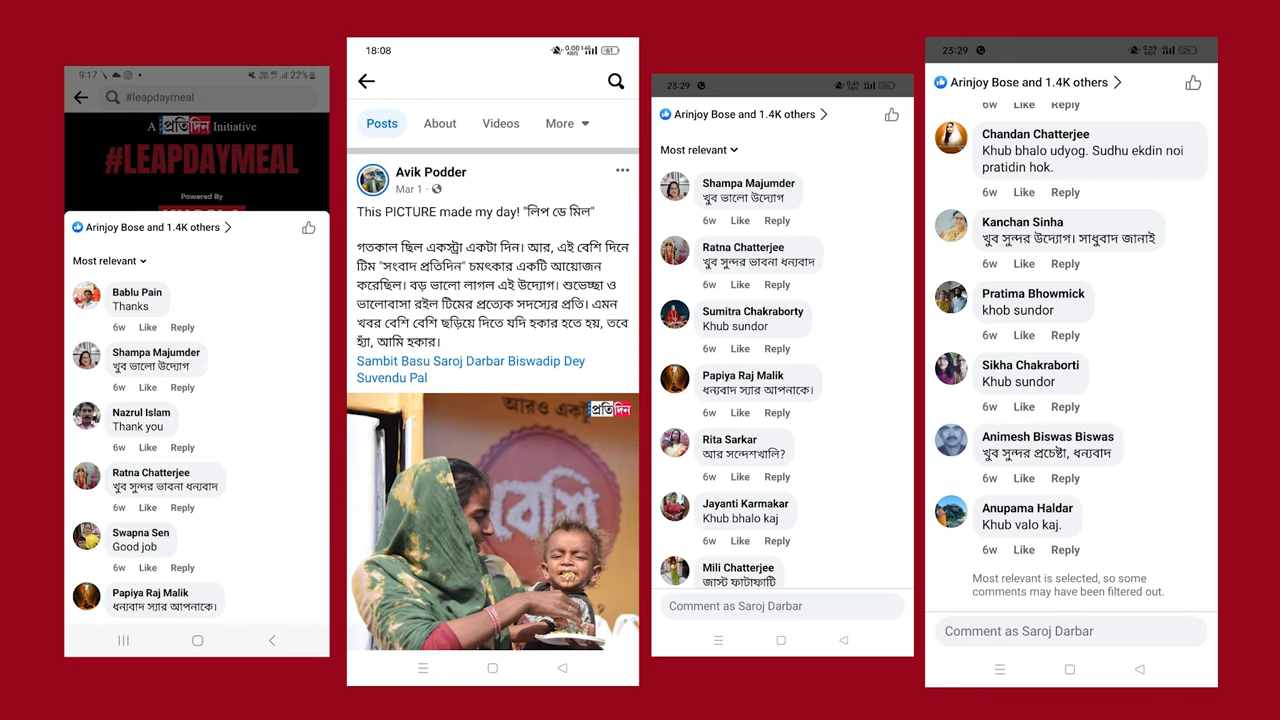 9:17
22%
#leapdaymeal
A প্রতিদিন Initiative
#LEAPDAYMEAL
Powered By
Arinjoy Bose and 1.4K others
Most relevant
Bablu Pain
Thanks
6w Like Reply
Shampa Majumder
খুব ভালো উদ্যোগ
6w Like Reply
Nazrul Islam
Thank you
6w Like Reply
Ratna Chatterjee
খুব সুন্দর ভাবনা ধন্যবাদ
6w Like Reply
Swapna Sen
Good job
6w Like Reply
Papiya Raj Malik
ধন্যবাদ স্যার আপনাকে।
18:08
0.00 KB/S 61
Posts About Videos More
Avik Podder
Mar 1
This PICTURE made my day! "লিপ ডে মিল"
গতকাল ছিল একস্ট্রা একটা দিন। আর, এই বেশি দিনে
টিম "সংবাদ প্রতিদিন" চমৎকার একটি আয়োজন
করেছিল। বড় ভালো লাগল এই উদ্যোগ। শুভেচ্ছা ও
ভালোবাসা রইল টিমের প্রত্যেক সদস্যের প্রতি। এমন
খবর বেশি বেশি ছড়িয়ে দিতে যদি হকার হতে হয়, তবে
হ্যাঁ, আমি হকার।
Sambit Basu Saroj Darbar Biswadip Dey
Suvendu Pal
আরও একটু
প্রতিদিন
বেশি
23:29
Arinjoy Bose and 1.4K others
Most relevant
Shampa Majumder
খুব ভালো উদ্যোগ
6w Like Reply
Ratna Chatterjee
খুব সুন্দর ভাবনা ধন্যবাদ
6w Like Reply
Sumitra Chakraborty
Khub sundor
6w Like Reply
Papiya Raj Malik
ধন্যবাদ স্যার আপনাকে।
6w Like Reply
Rita Sarkar
আর সন্দেশখালি?
6w Like Reply
Jayanti Karmakar
Khub bhalo kaj
6w Like Reply
Mili Chatterjee
জাস্ট ফাটাফাটি
Comment as Saroj Darbar
23:29
Arinjoy Bose and 1.4K others
6w Like Reply
Chandan Chatterjee
Khub bhalo udyog. Sudhu ekdin noi
pratidin hok.
6w Like Reply
Kanchan Sinha
খুব সুন্দর উদ্যোগ। সাধুবাদ জানাই
6w Like Reply
Pratima Bhowmick
khob sundor
6w Like Reply
Sikha Chakraborti
Khub sundor
6w Like Reply
Animesh Biswas Biswas
খুব সুন্দর প্রচেষ্টা, ধন্যবাদ
6w Like Reply
Anupama Haldar
Khub valo kaj.
6w Like Reply
Most relevant is selected, so some
comments may have been filtered out.
Comment as Saroj Darbar